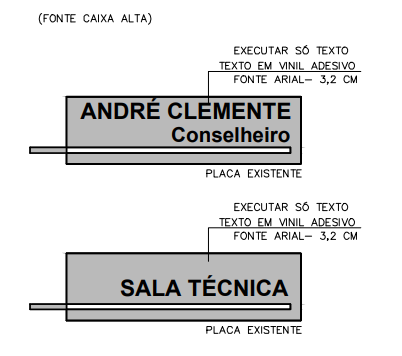 (FONTE CAIXA ALTA)
EXECUTAR SÓ TEXTO
TEXTO EM VINIL ADESIVO
FONTE ARIAL– 3,2 CM
ANDRÉ CLEMENTE
Conselheiro
PLACA EXISTENTE
EXECUTAR SÓ TEXTO
TEXTO EM VINIL ADESIVO
FONTE ARIAL– 3,2 CM
SALA TÉCNICA
PLACA EXISTENTE